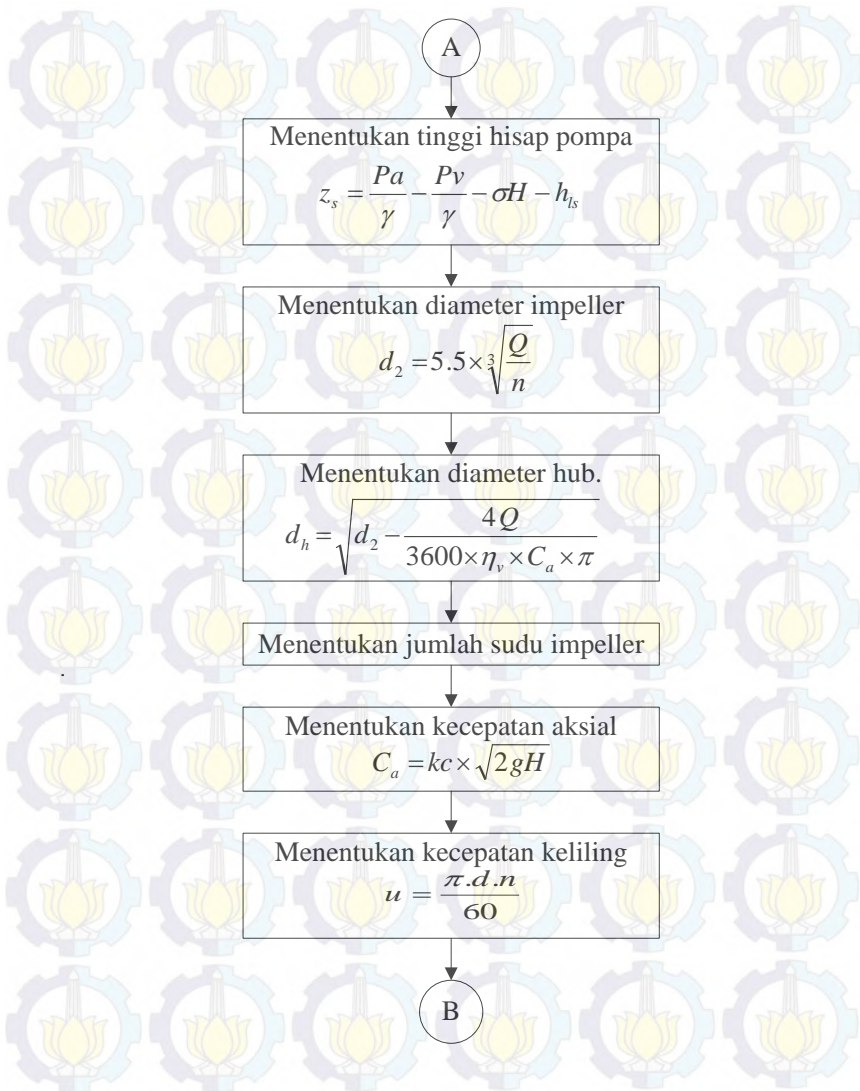 A
Menentukan tinggi hisap pompa
z_s = Pa/γ − Pv/γ − σH − h_ls
Menentukan diameter impeller
d_2 = 5.5 × ∛(Q/n)
Menentukan diameter hub.
d_h = √(d_2 − 4Q/(3600 × η_v × C_a × π))
Menentukan jumlah sudu impeller
.
Menentukan kecepatan aksial
C_a = kc × √(2gH)
Menentukan kecepatan keliling
u = π.d.n/60
B